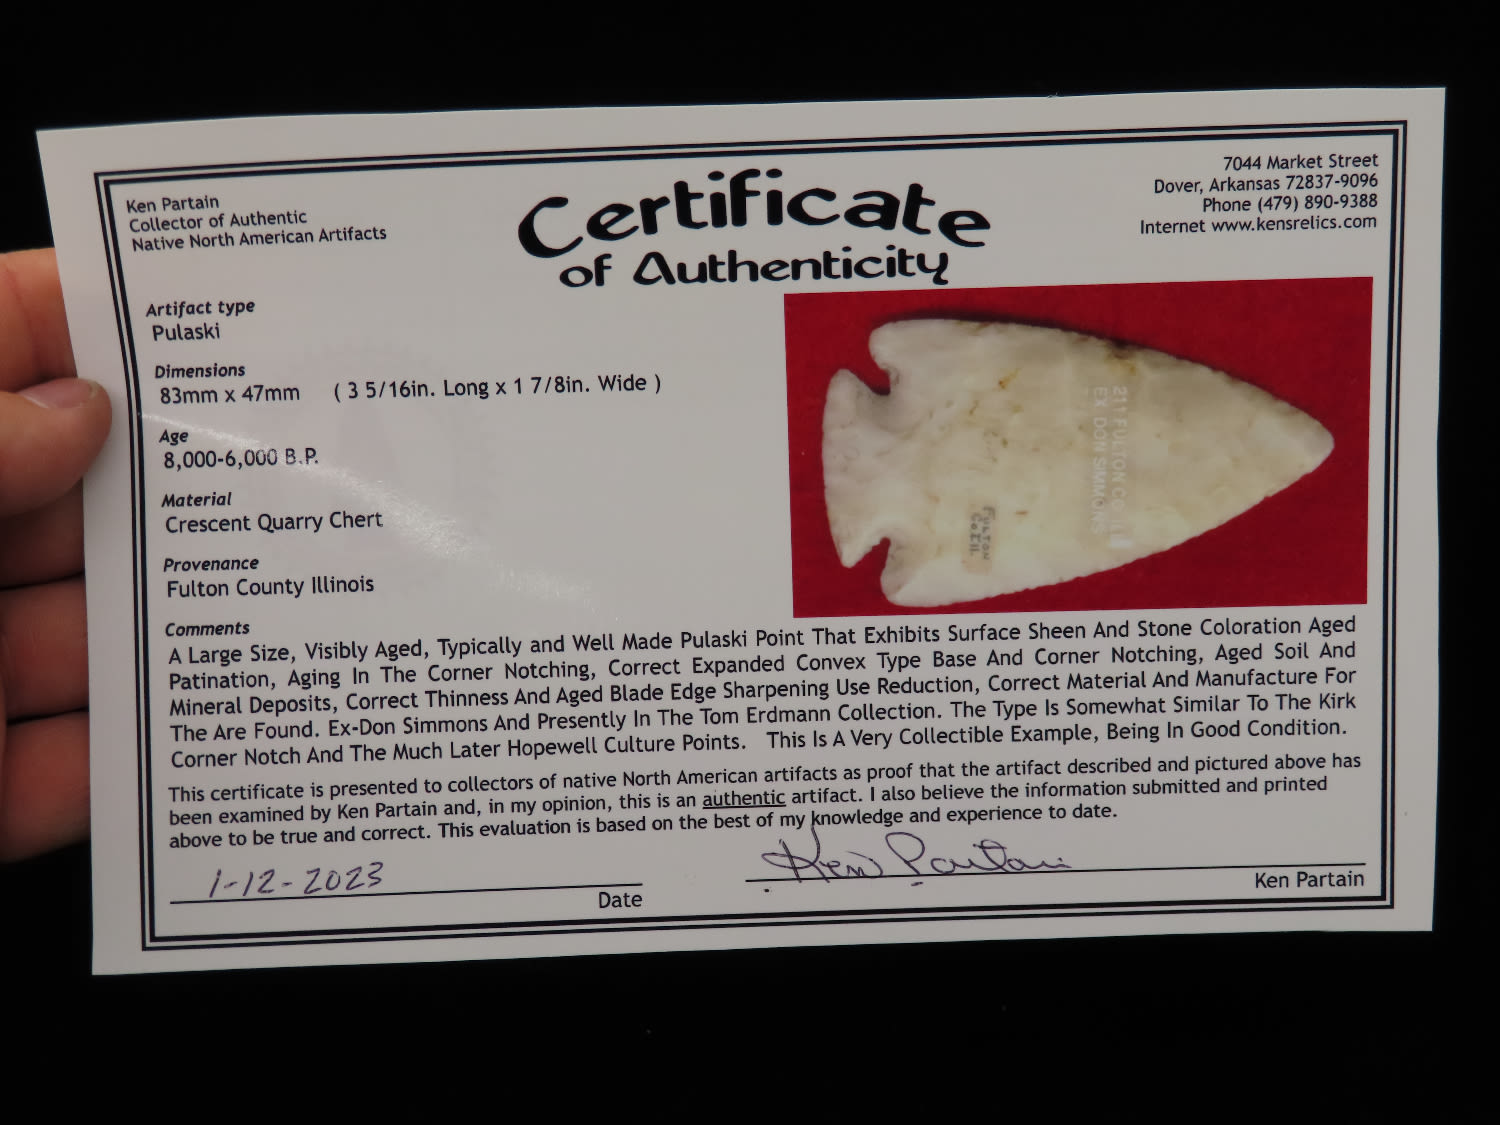 Ken Partain
Collector of Authentic
Native North American Artifacts
Certificate
of Authenticity
7044 Market Street
Dover, Arkansas 72837-9096
Phone (479) 890-9388
Internet www.kensrelics.com
Artifact type
Pulaski
Dimensions
83mm x 47mm ( 3 5/16in. Long x 1 7/8in. Wide )
Age
8,000-6,000 B.P.
Material
Crescent Quarry Chert
Provenance
Fulton County Illinois
211 FULTON CO
EX DON SIMMONS
FULTON
Co Ill.
Comments
A Large Size, Visibly Aged, Typically and Well Made Pulaski Point That Exhibits Surface Sheen And Stone Coloration Aged
Patination, Aging In The Corner Notching, Correct Expanded Convex Type Base And Corner Notching, Aged Soil And
Mineral Deposits, Correct Thinness And Aged Blade Edge Sharpening Use Reduction, Correct Material And Manufacture For
The Are Found. Ex-Don Simmons And Presently In The Tom Erdmann Collection. The Type Is Somewhat Similar To The Kirk
Corner Notch And The Much Later Hopewell Culture Points. This Is A Very Collectible Example, Being In Good Condition.
This certificate is presented to collectors of native North American artifacts as proof that the artifact described and pictured above has
been examined by Ken Partain and, in my opinion, this is an authentic artifact. I also believe the information submitted and printed
above to be true and correct. This evaluation is based on the best of my knowledge and experience to date.
1-12-2023
Ken Partain
Date
Ken Partain